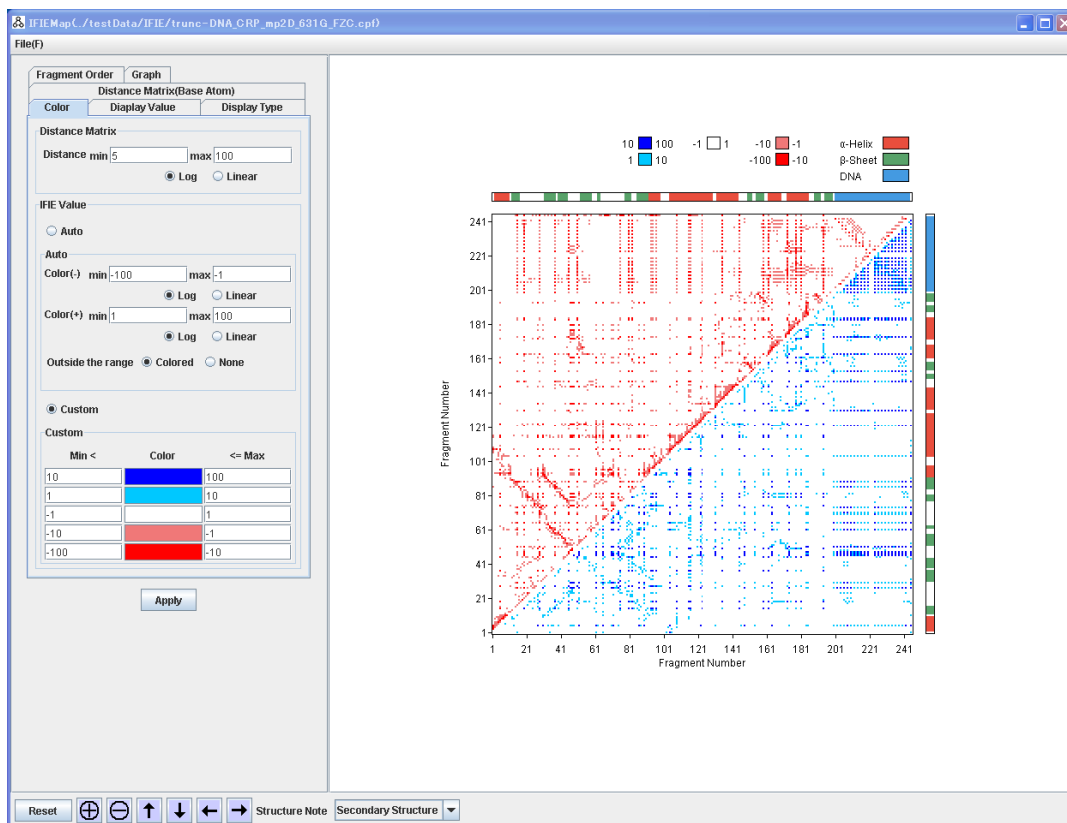 IFIEMap(./testData/IFIE/trunc-DNA_CRP_mp2D_631G_FZC.cpf)
File(F)
Fragment Order Graph
Distance Matrix(Base Atom)
Color Diaplay Value Display Type
Distance Matrix
Distance min 5 max 100
Log Linear
IFIE Value
Auto
Auto
Color(-) min -100 max -1
Log Linear
Color(+) min 1 max 100
Log Linear
Outside the range Colored None
Custom
Custom
Min < Color <= Max
10 100
1 10
-1 1
-10 -1
-100 -10
Apply
10 100 -1 1 -10 -1 α-Helix
1 10 -100 -10 β-Sheet
DNA
241
221
201
181
161
141
121
101
81
61
41
21
1
Fragment Number
1 21 41 61 81 101 121 141 161 181 201 221 241
Fragment Number
Reset Structure Note Secondary Structure